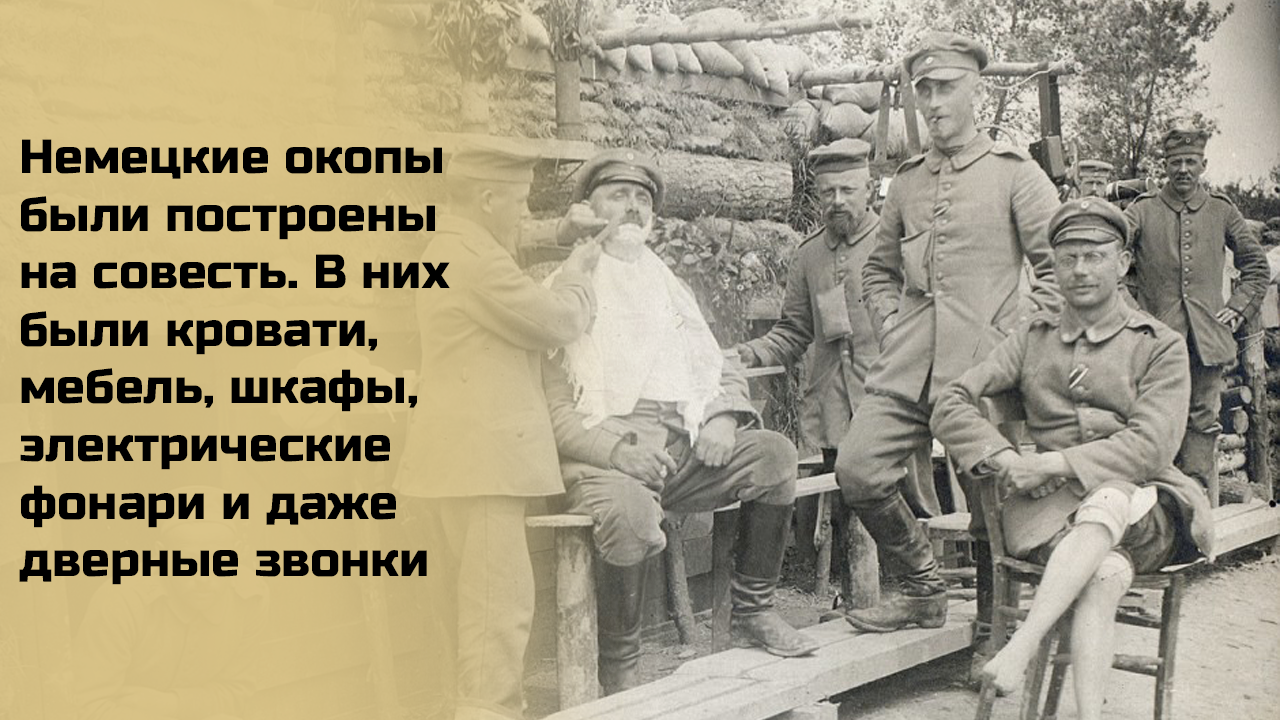 Немецкие окопы
были построены
на совесть. В них
были кровати,
мебель, шкафы,
электрические
фонари и даже
дверные звонки